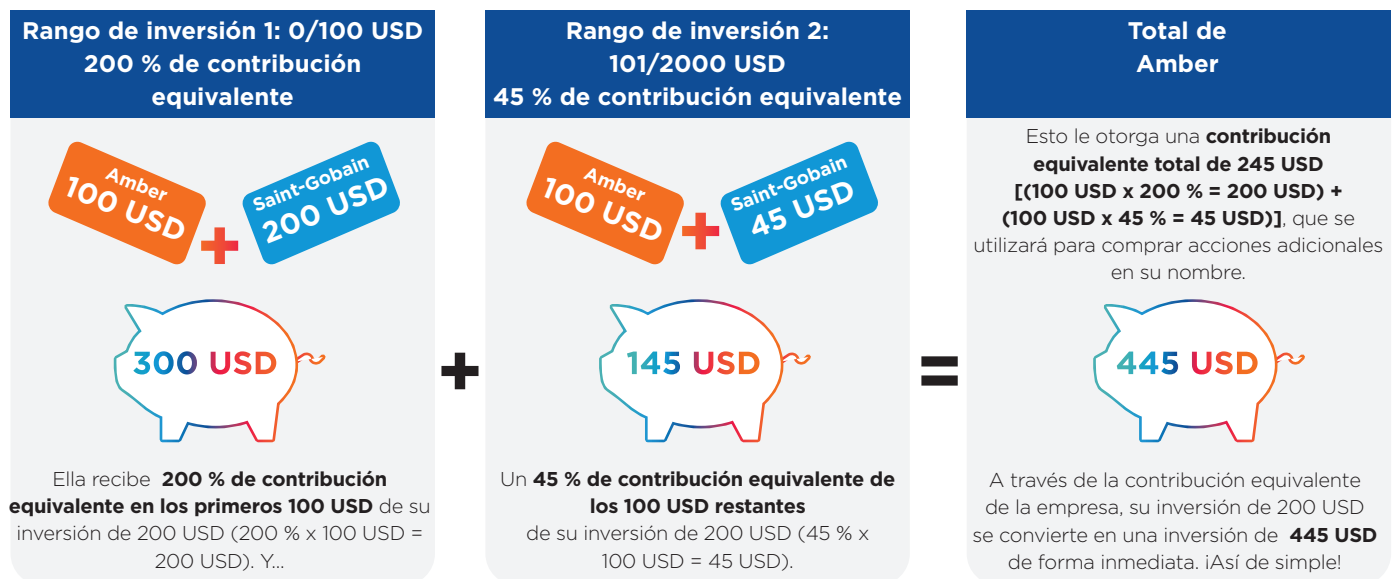 Rango de inversión 1: 0/100 USD
200 % de contribución
equivalente
Amber
100 USD
+
Saint-Gobain
200 USD
300 USD
Ella recibe 200 % de contribución
equivalente en los primeros 100 USD de su
inversión de 200 USD (200 % x 100 USD =
200 USD). Y...
+
Rango de inversión 2:
101/2000 USD
45 % de contribución equivalente
Amber
100 USD
+
Saint-Gobain
45 USD
145 USD
Un 45 % de contribución equivalente de
los 100 USD restantes
de su inversión de 200 USD (45 % x
100 USD = 45 USD).
=
Total de
Amber
Esto le otorga una contribución
equivalente total de 245 USD
[(100 USD x 200 % = 200 USD) +
(100 USD x 45 % = 45 USD)], que se
utilizará para comprar acciones adicionales
en su nombre.
445 USD
A través de la contribución equivalente
de la empresa, su inversión de 200 USD
se convierte en una inversión de 445 USD
de forma inmediata. ¡Así de simple!